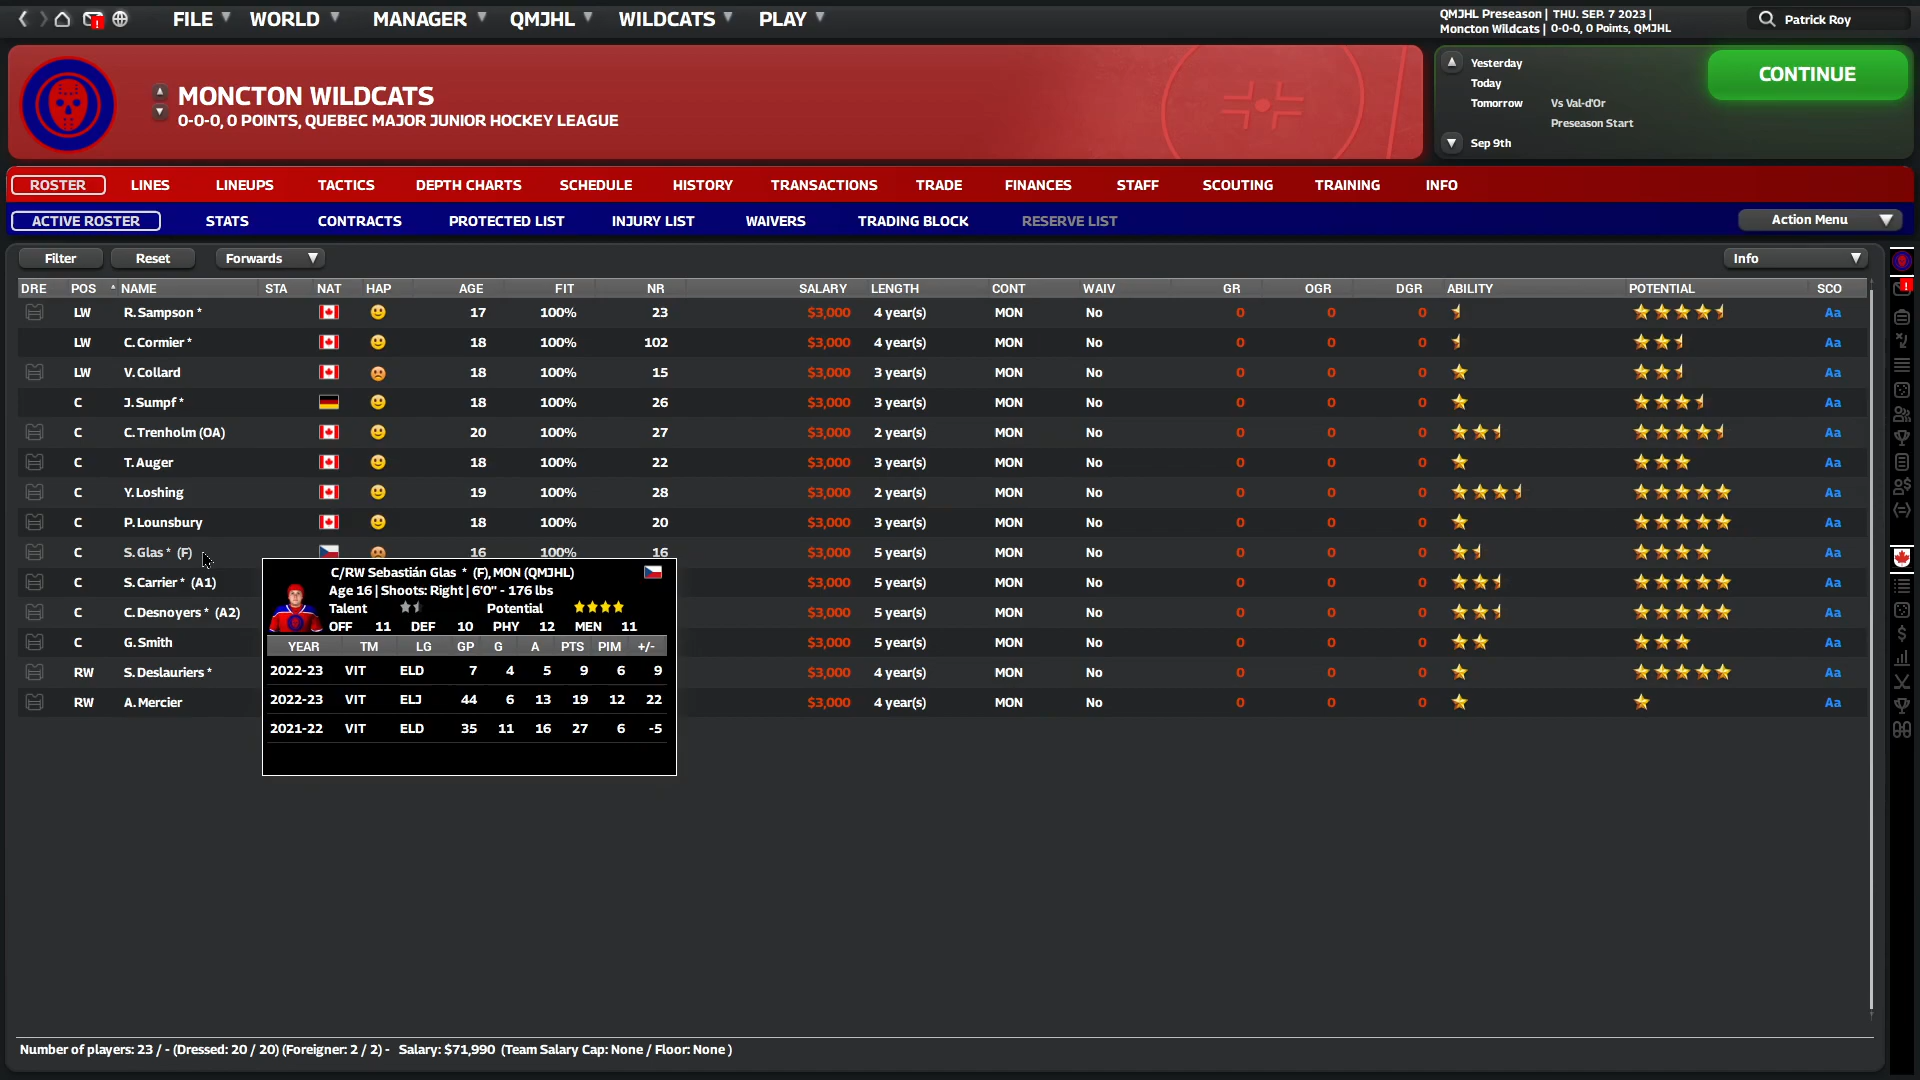 FILE WORLD MANAGER QMJHL WILDCATS PLAY
QMJHL Preseason | THU. SEP. 7 2023 |
Moncton Wildcats | 0-0-0, 0 Points, QMJHL
Patrick Roy
MONCTON WILDCATS
0-0-0, 0 POINTS, QUEBEC MAJOR JUNIOR HOCKEY LEAGUE
Yesterday
Today
Tomorrow Vs Val-d'Or
Preseason Start
Sep 9th
CONTINUE
ROSTER LINES LINEUPS TACTICS DEPTH CHARTS SCHEDULE HISTORY TRANSACTIONS TRADE FINANCES STAFF SCOUTING TRAINING INFO
ACTIVE ROSTER STATS CONTRACTS PROTECTED LIST INJURY LIST WAIVERS TRADING BLOCK RESERVE LIST Action Menu
Filter Reset Forwards Info
DRE POS NAME STA NAT HAP AGE FIT NR SALARY LENGTH CONT WAIV GR OGR DGR ABILITY POTENTIAL SCO
LW R. Sampson * 17 100% 23 $3,000 4 year(s) MON No 0 0 0 Aa
LW C. Cormier * 18 100% 102 $3,000 4 year(s) MON No 0 0 0 Aa
LW V. Collard 18 100% 15 $3,000 3 year(s) MON No 0 0 0 Aa
C J. Sumpf * 18 100% 26 $3,000 3 year(s) MON No 0 0 0 Aa
C C. Trenholm (OA) 20 100% 27 $3,000 2 year(s) MON No 0 0 0 Aa
C T. Auger 18 100% 22 $3,000 3 year(s) MON No 0 0 0 Aa
C Y. Loshing 19 100% 28 $3,000 2 year(s) MON No 0 0 0 Aa
C P. Lounsbury 18 100% 20 $3,000 3 year(s) MON No 0 0 0 Aa
C S. Glas * (F) 16 100% 16 $3,000 5 year(s) MON No 0 0 0 Aa
C S. Carrier * (A1) $3,000 5 year(s) MON No 0 0 0 Aa
C C. Desnoyers * (A2) $3,000 5 year(s) MON No 0 0 0 Aa
C G. Smith $3,000 5 year(s) MON No 0 0 0 Aa
RW S. Deslauriers * $3,000 4 year(s) MON No 0 0 0 Aa
RW A. Mercier $3,000 4 year(s) MON No 0 0 0 Aa
C/RW Sebastián Glas * (F), MON (QMJHL)
Age 16 | Shoots: Right | 6'0" - 176 lbs
Talent Potential
OFF 11 DEF 10 PHY 12 MEN 11
YEAR TM LG GP G A PTS PIM +/-
2022-23 VIT ELD 7 4 5 9 6 9
2022-23 VIT ELJ 44 6 13 19 12 22
2021-22 VIT ELD 35 11 16 27 6 -5
Number of players: 23 / - (Dressed: 20 / 20) (Foreigner: 2 / 2) - Salary: $71,990 (Team Salary Cap: None / Floor: None )